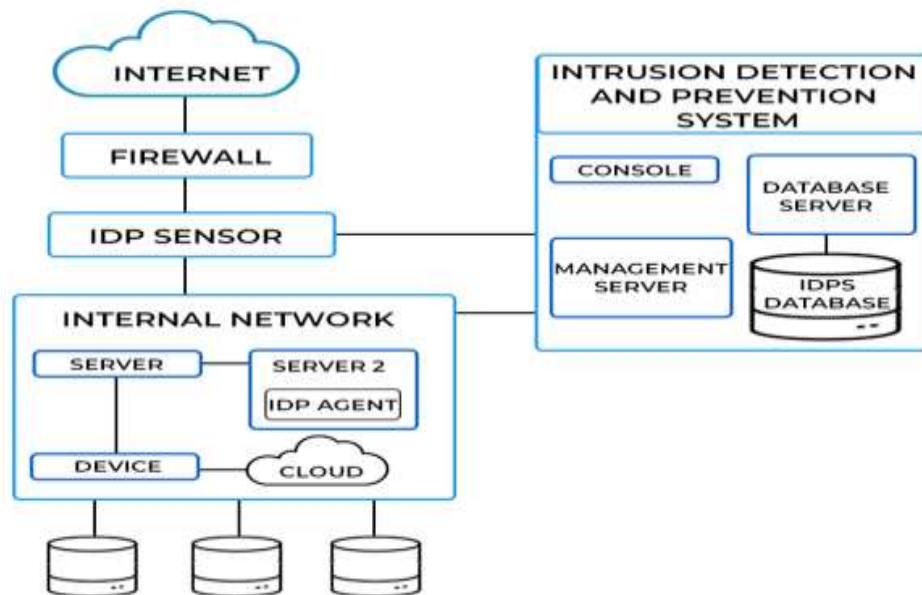 INTERNET
FIREWALL
IDP SENSOR
INTERNAL NETWORK
SERVER
SERVER 2
IDP AGENT
DEVICE
CLOUD
INTRUSION DETECTION
AND PREVENTION
SYSTEM
CONSOLE
DATABASE
SERVER
MANAGEMENT
SERVER
IDPS
DATABASE